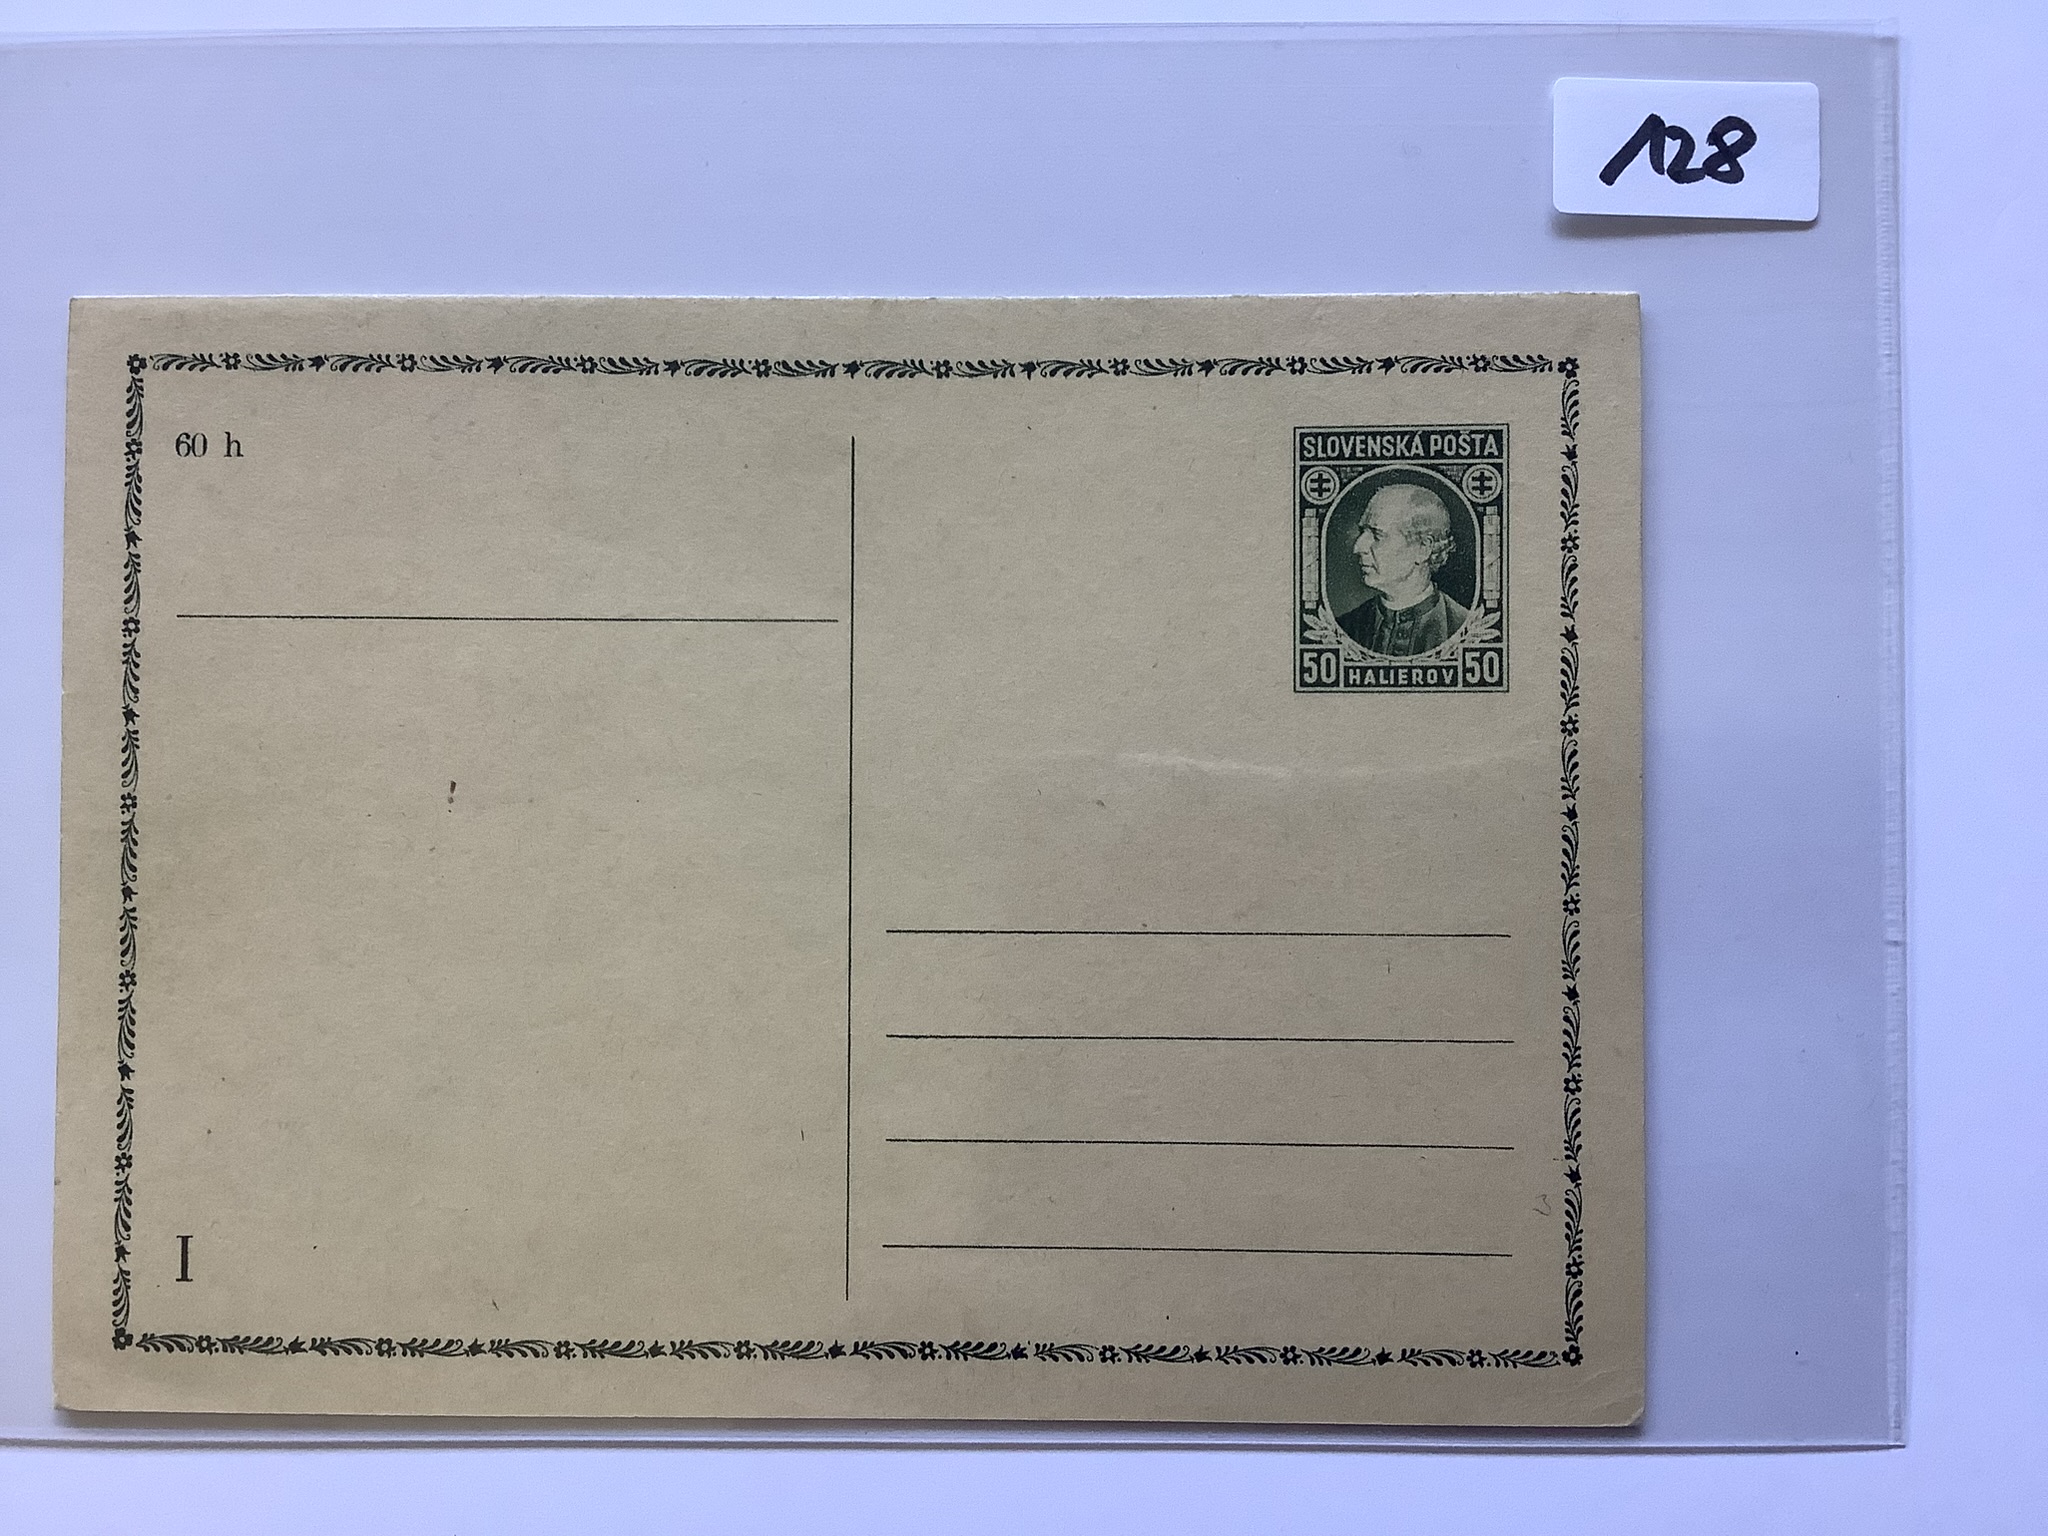 128
60 h
SLOVENSKÁ POŠTA
50 HALIEROV 50
I